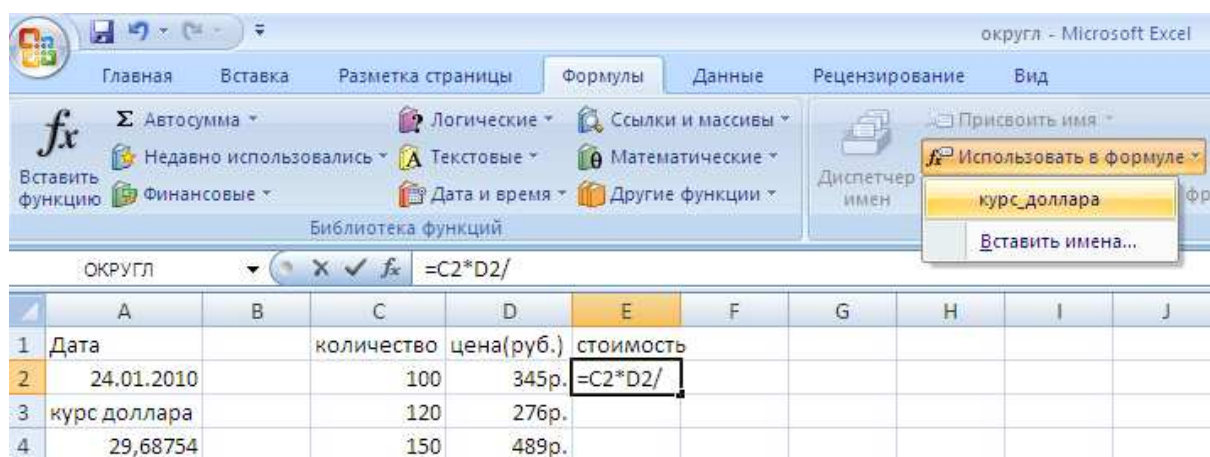 округл - Microsoft Excel
Главная Вставка Разметка страницы Формулы Данные Рецензирование Вид
fx Σ Автосумма Логические Ссылки и массивы Присвоить имя
Недавно использовались Текстовые Математические fx Использовать в формуле
Вставить функцию Финансовые Дата и время Другие функции Диспетчер имен
курс_доллара
Библиотека функций
Вставить имена...
ОКРУГЛ fx =C2*D2/
A B C D E F G H I J
1 Дата количество цена(руб.) стоимость
2 24.01.2010 100 345р. =C2*D2/
3 курс доллара 120 276р.
4 29,68754 150 489р.